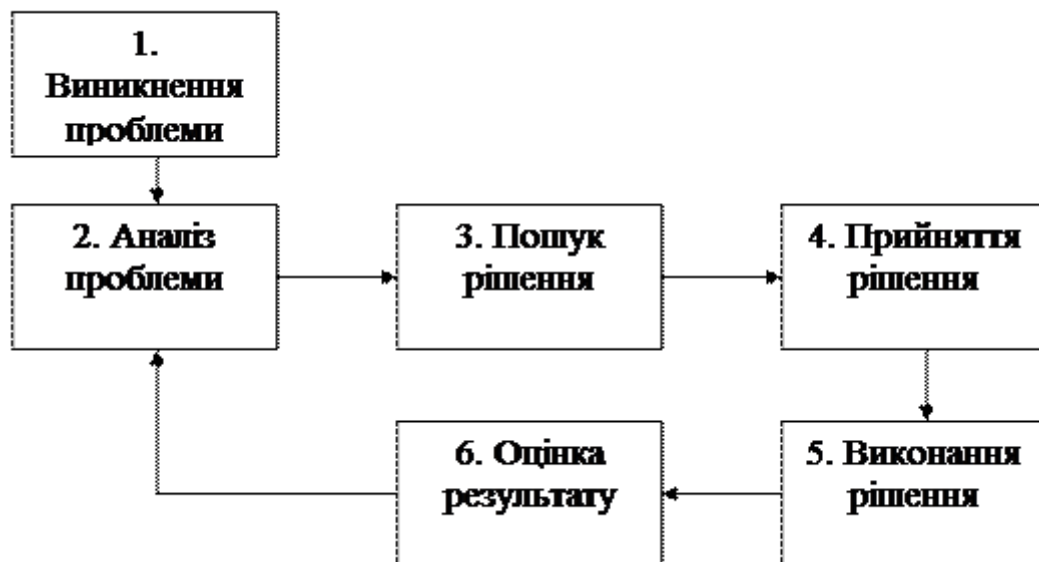 1.
Виникнення
проблеми
2. Аналіз
проблеми
3. Пошук
рішення
4. Прийняття
рішення
5. Виконання
рішення
6. Оцінка
результату